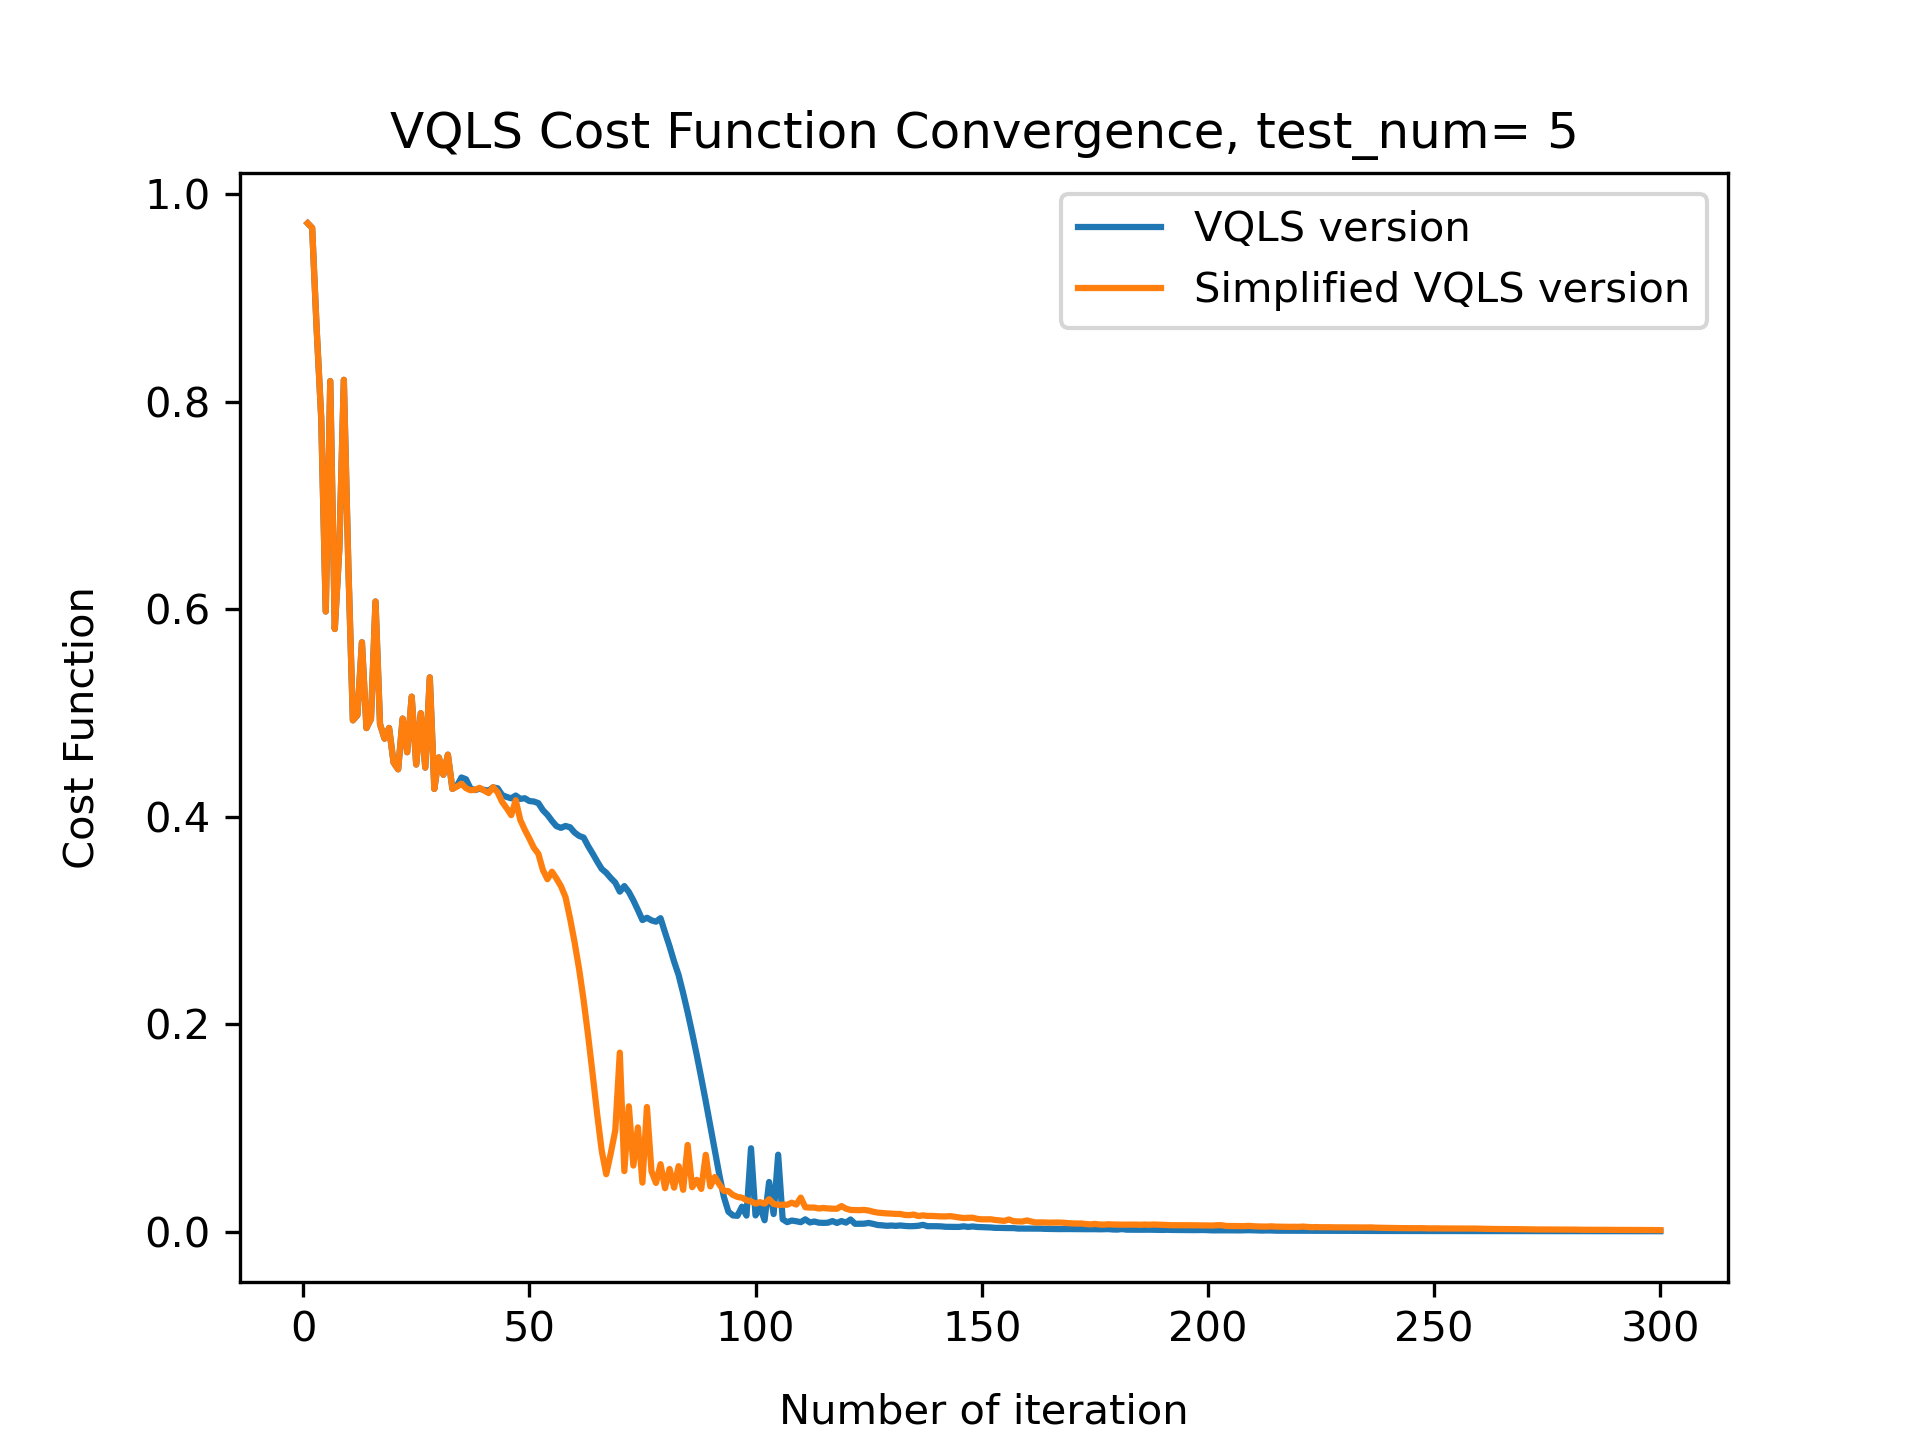 VQLS Cost Function Convergence, test_num= 5
VQLS version
Simplified VQLS version
1.0
0.8
0.6
0.4
0.2
0.0
Cost Function
0 50 100 150 200 250 300
Number of iteration